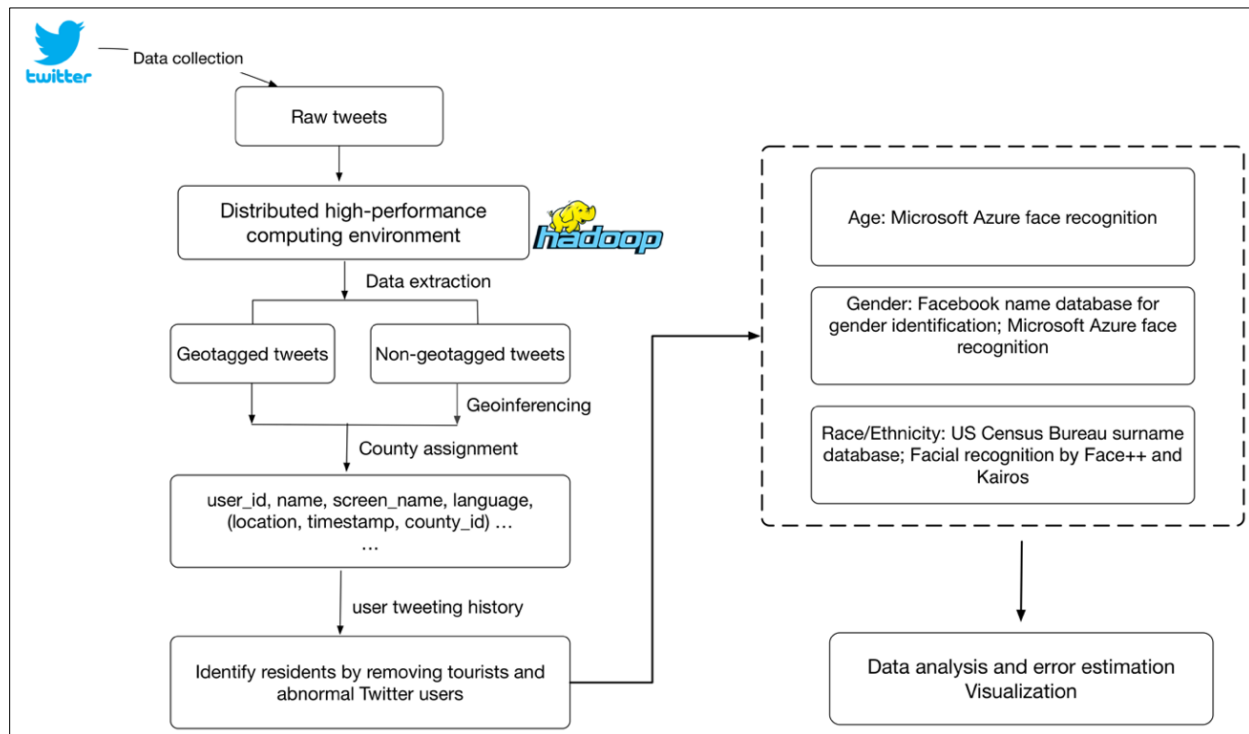 twitter
Data collection
Raw tweets
Distributed high-performance
computing environment
hadoop
Data extraction
Geotagged tweets
Non-geotagged tweets
Geoinferencing
County assignment
user_id, name, screen_name, language,
(location, timestamp, county_id) …
…
user tweeting history
Identify residents by removing tourists and
abnormal Twitter users
Age: Microsoft Azure face recognition
Gender: Facebook name database for
gender identification; Microsoft Azure face
recognition
Race/Ethnicity: US Census Bureau surname
database; Facial recognition by Face++ and
Kairos
Data analysis and error estimation
Visualization